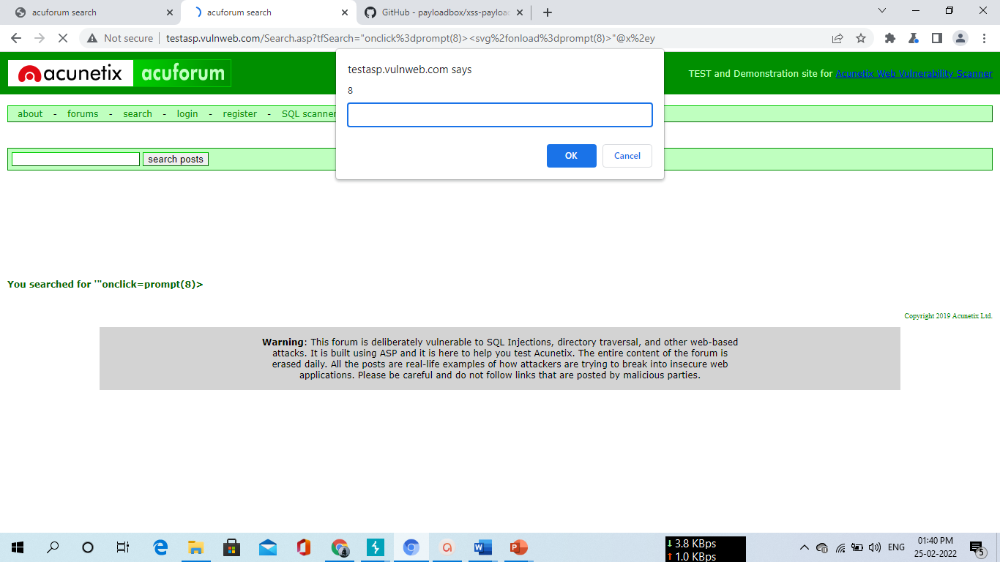 acuforum search
acuforum search
GitHub - payloadbox/xss-payloa
Not secure
testasp.vulnweb.com/Search.asp?tfSearch="onclick%3dprompt(8)><svg%2fonload%3dprompt(8)>"@x%2ey
testasp.vulnweb.com says
8
OK
Cancel
acunetix acuforum
TEST and Demonstration site for Acunetix Web Vulnerability Scanner
about - forums - search - login - register - SQL scanner
search posts
You searched for '"onclick=prompt(8)>
Copyright 2019 Acunetix Ltd.
Warning: This forum is deliberately vulnerable to SQL Injections, directory traversal, and other web-based
attacks. It is built using ASP and it is here to help you test Acunetix. The entire content of the forum is
erased daily. All the posts are real-life examples of how attackers are trying to break into insecure web
applications. Please be careful and do not follow links that are posted by malicious parties.
↓ 3.8 KBps
↑ 1.0 KBps
ENG
01:40 PM
25-02-2022
5